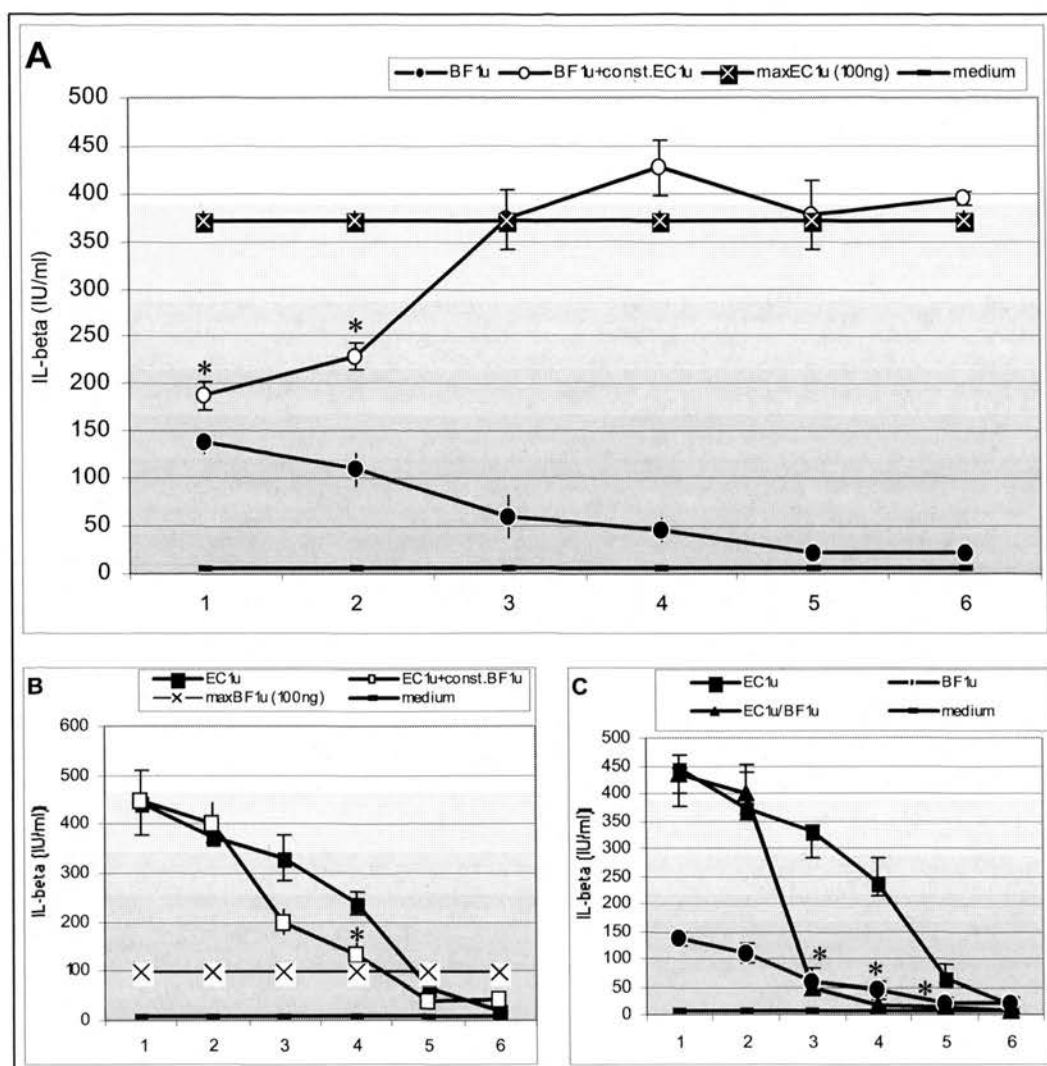 A
BF1u BF1u+const.EC1u maxEC1u (100ng) medium
500
450
400
350
300
250
200
150
100
50
0
IL-beta (IU/ml)
*
*
1 2 3 4 5 6
B
EC1u EC1u+const.BF1u
maxBF1u (100ng) medium
600
500
400
300
200
100
0
IL-beta (IU/ml)
*
1 2 3 4 5 6
C
EC1u BF1u
EC1u/BF1u medium
500
450
400
350
300
250
200
150
100
50
0
IL-beta (IU/ml)
*
*
*
1 2 3 4 5 6